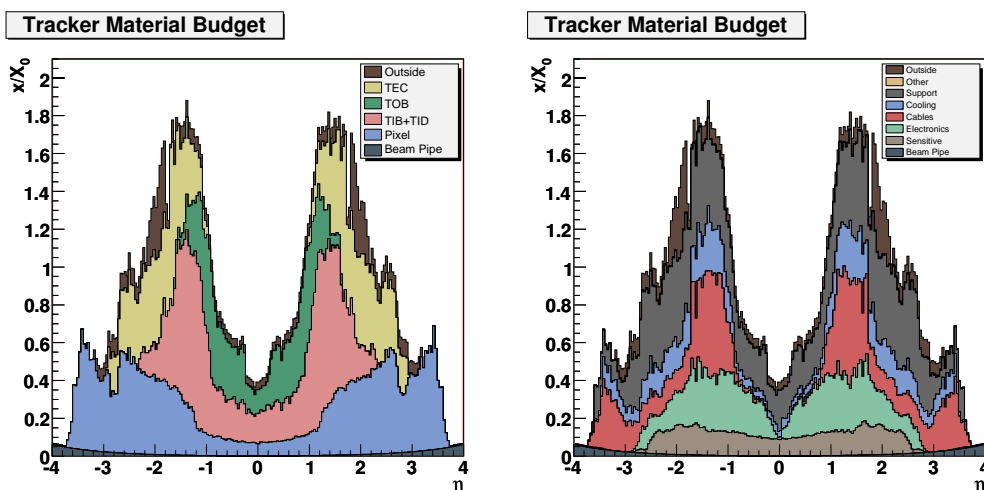 Tracker Material Budget
x/X0
2
1.8
1.6
1.4
1.2
1
0.8
0.6
0.4
0.2
0
-4 -3 -2 -1 0 1 2 3 4
η
Outside
TEC
TOB
TIB+TID
Pixel
Beam Pipe
Tracker Material Budget
x/X0
2
1.8
1.6
1.4
1.2
1
0.8
0.6
0.4
0.2
0
-4 -3 -2 -1 0 1 2 3 4
η
Outside
Other
Support
Cooling
Cables
Electronics
Sensitive
Beam Pipe